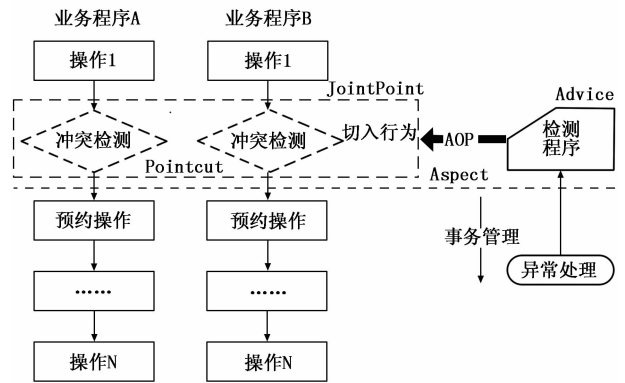 业务程序A
业务程序B
操作1
操作1
JointPoint
Advice
冲突检测
冲突检测
切入行为
AOP
检测
程序
Pointcut
Aspect
预约操作
预约操作
事务管理
异常处理
……
……
操作N
操作N